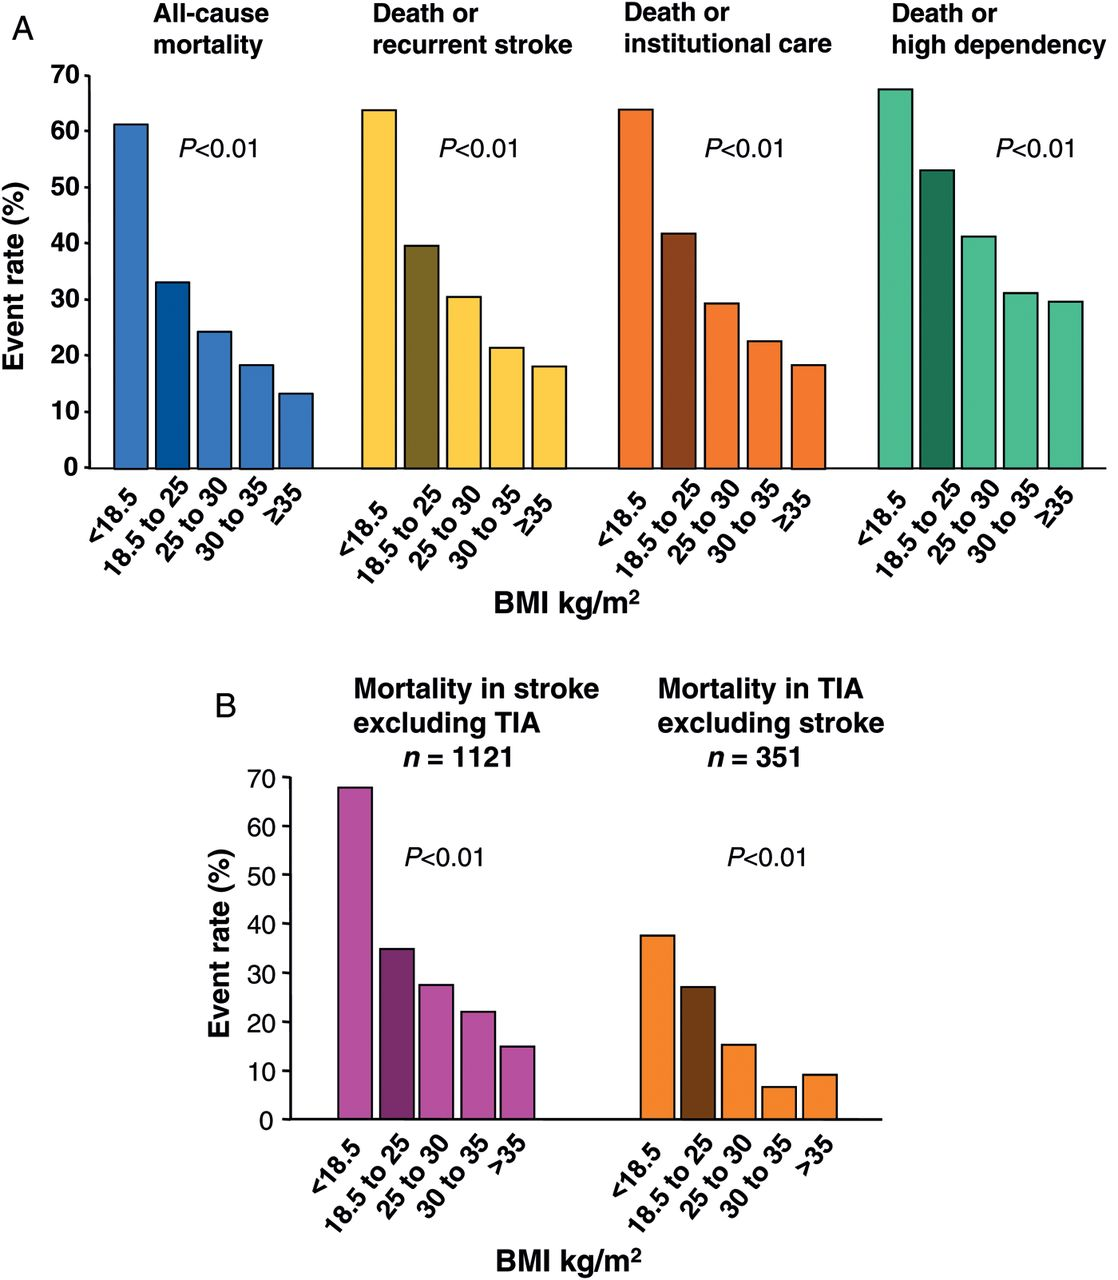 A
All-cause
mortality
Death or
recurrent stroke
Death or
institutional care
Death or
high dependency
Event rate (%)
70
60
50
40
30
20
10
0
P<0.01
P<0.01
P<0.01
P<0.01
<18.5
18.5 to 25
25 to 30
30 to 35
≥35
<18.5
18.5 to 25
25 to 30
30 to 35
≥35
<18.5
18.5 to 25
25 to 30
30 to 35
≥35
<18.5
18.5 to 25
25 to 30
30 to 35
≥35
BMI kg/m²
B
Mortality in stroke
excluding TIA
n = 1121
Mortality in TIA
excluding stroke
n = 351
Event rate (%)
70
60
50
40
30
20
10
0
P<0.01
P<0.01
<18.5
18.5 to 25
25 to 30
30 to 35
>35
<18.5
18.5 to 25
25 to 30
30 to 35
>35
BMI kg/m²